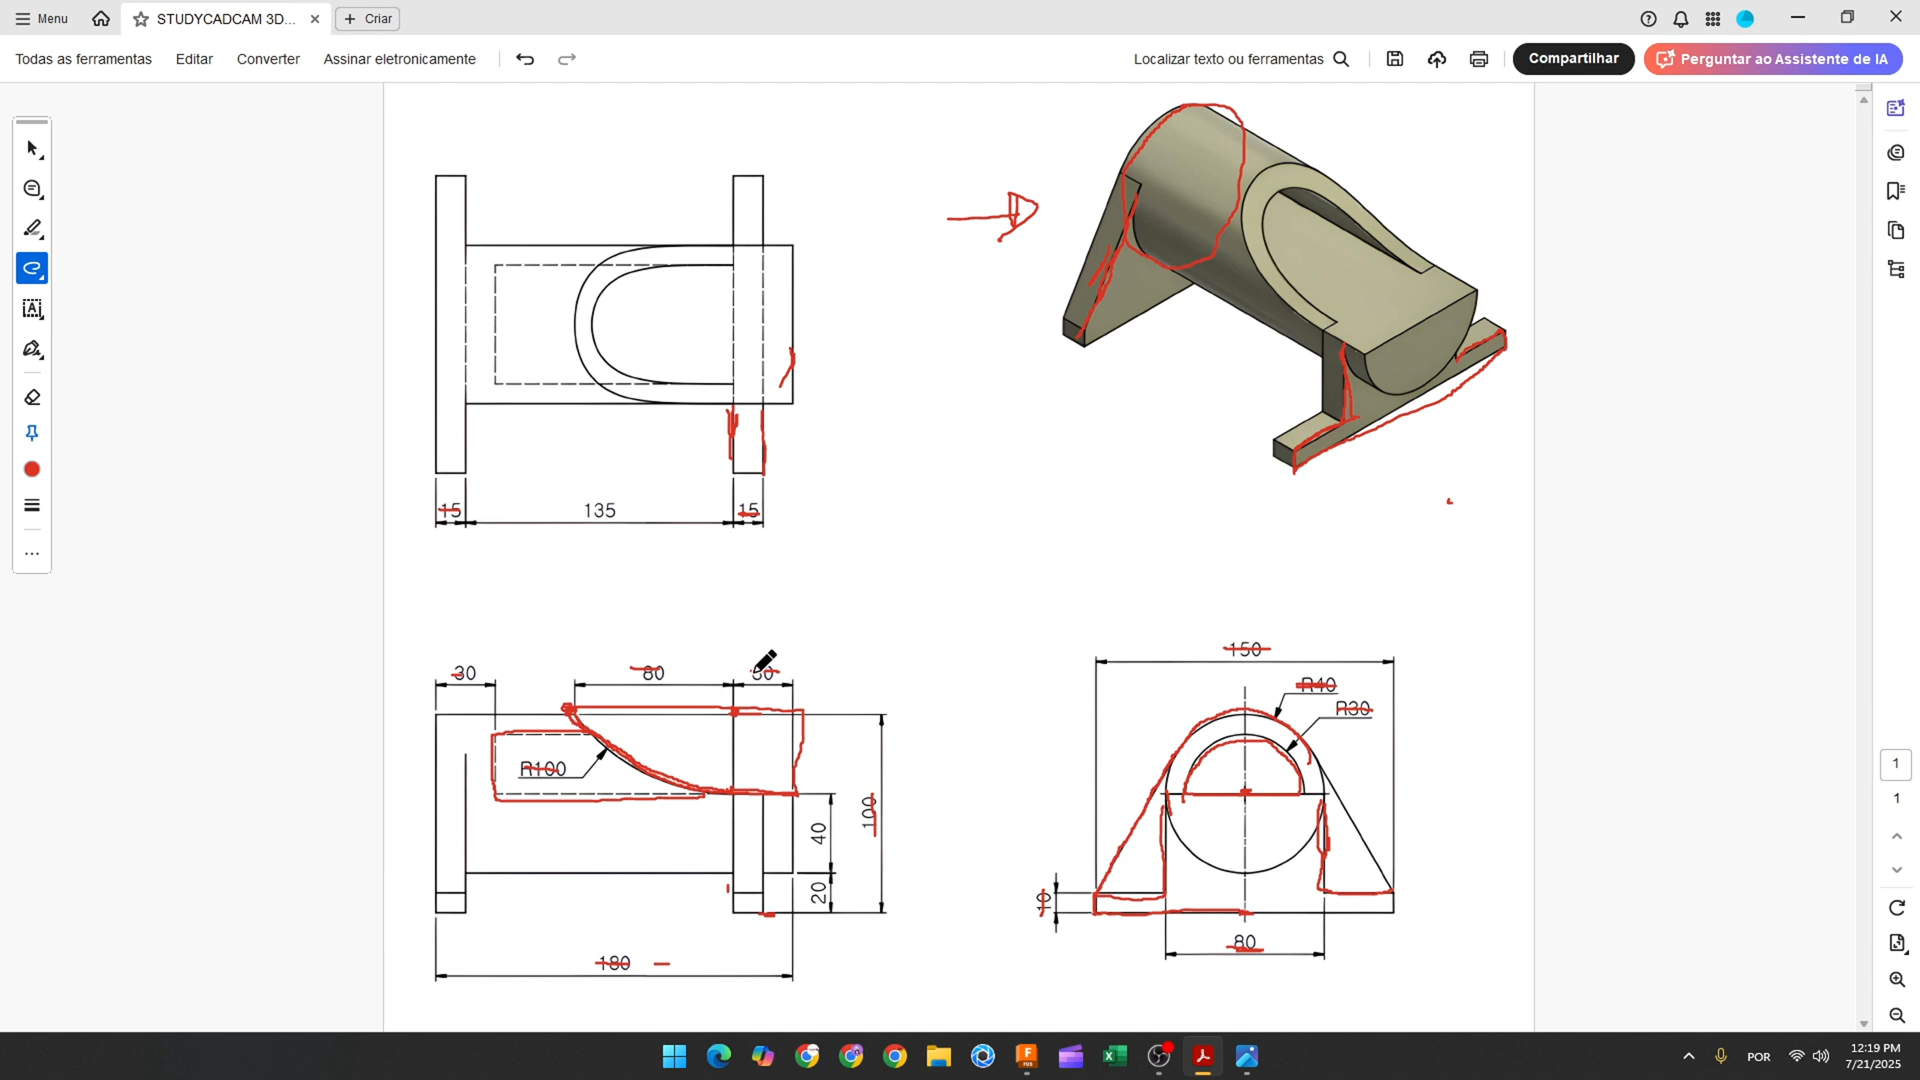 Menu
STUDYCADCAM 3D...
Criar
Todas as ferramentas
Editar
Converter
Assinar eletronicamente
Localizar texto ou ferramentas
Compartilhar
Perguntar ao Assistente de IA
15
135
15
30
80
30
R100
40
100
20
180
150
R40
R30
10
80
1
1
POR
12:19 PM
7/21/2025